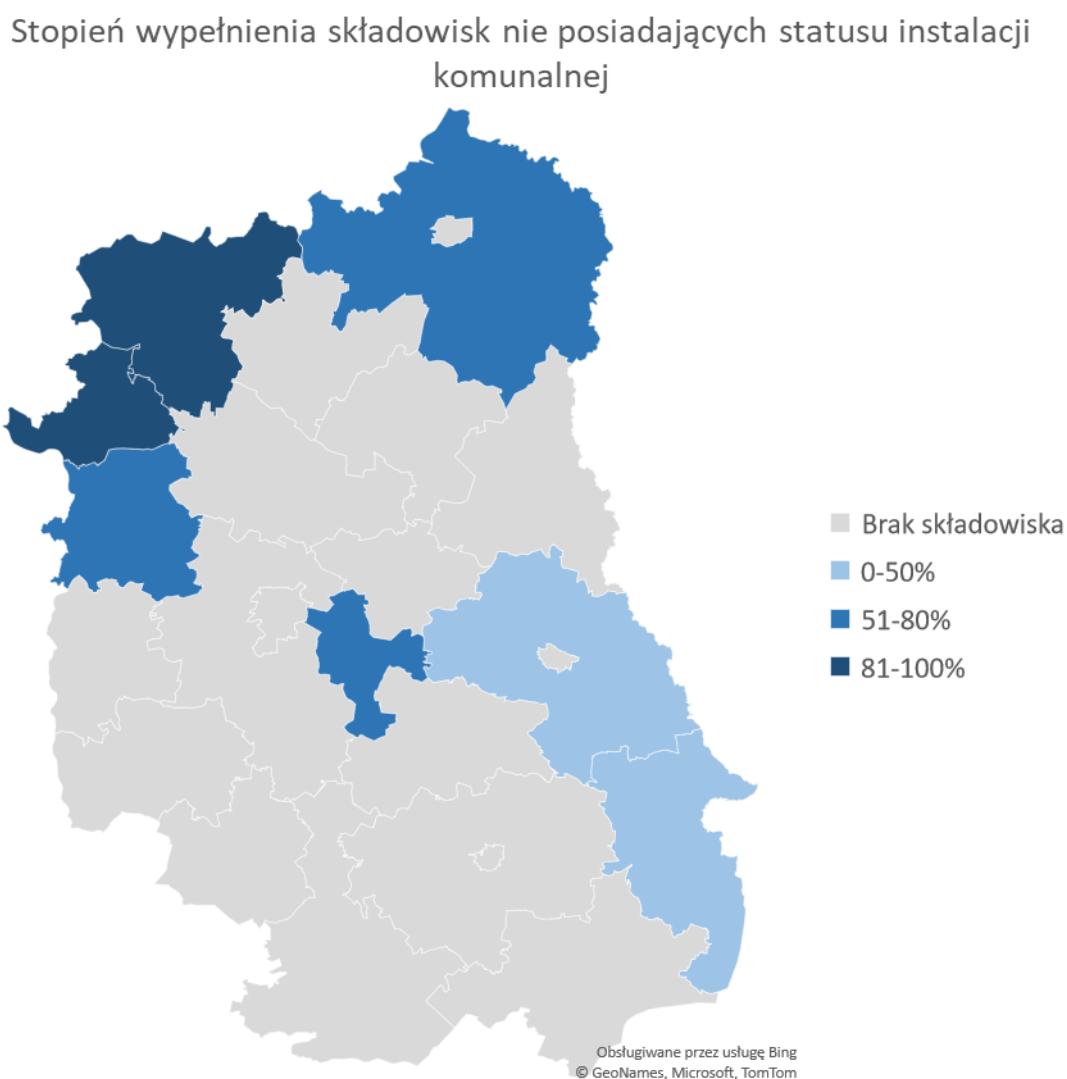 Stopień wypełnienia składowisk nie posiadających statusu instalacji
komunalnej
Brak składowiska
0-50%
51-80%
81-100%
Obsługiwane przez usługę Bing
© GeoNames, Microsoft, TomTom